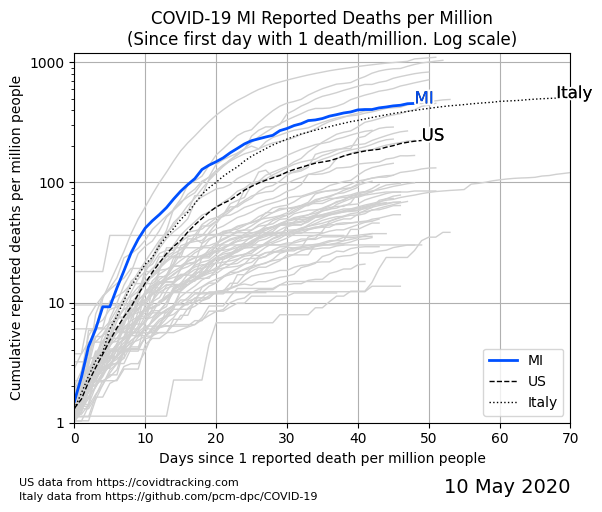 COVID-19 MI Reported Deaths per Million
(Since first day with 1 death/million. Log scale)
Cumulative reported deaths per million people
1000
100
10
1
MI
Italy
US
MI
US
Italy
0 10 20 30 40 50 60 70
Days since 1 reported death per million people
US data from https://covidtracking.com
Italy data from https://github.com/pcm-dpc/COVID-19
10 May 2020